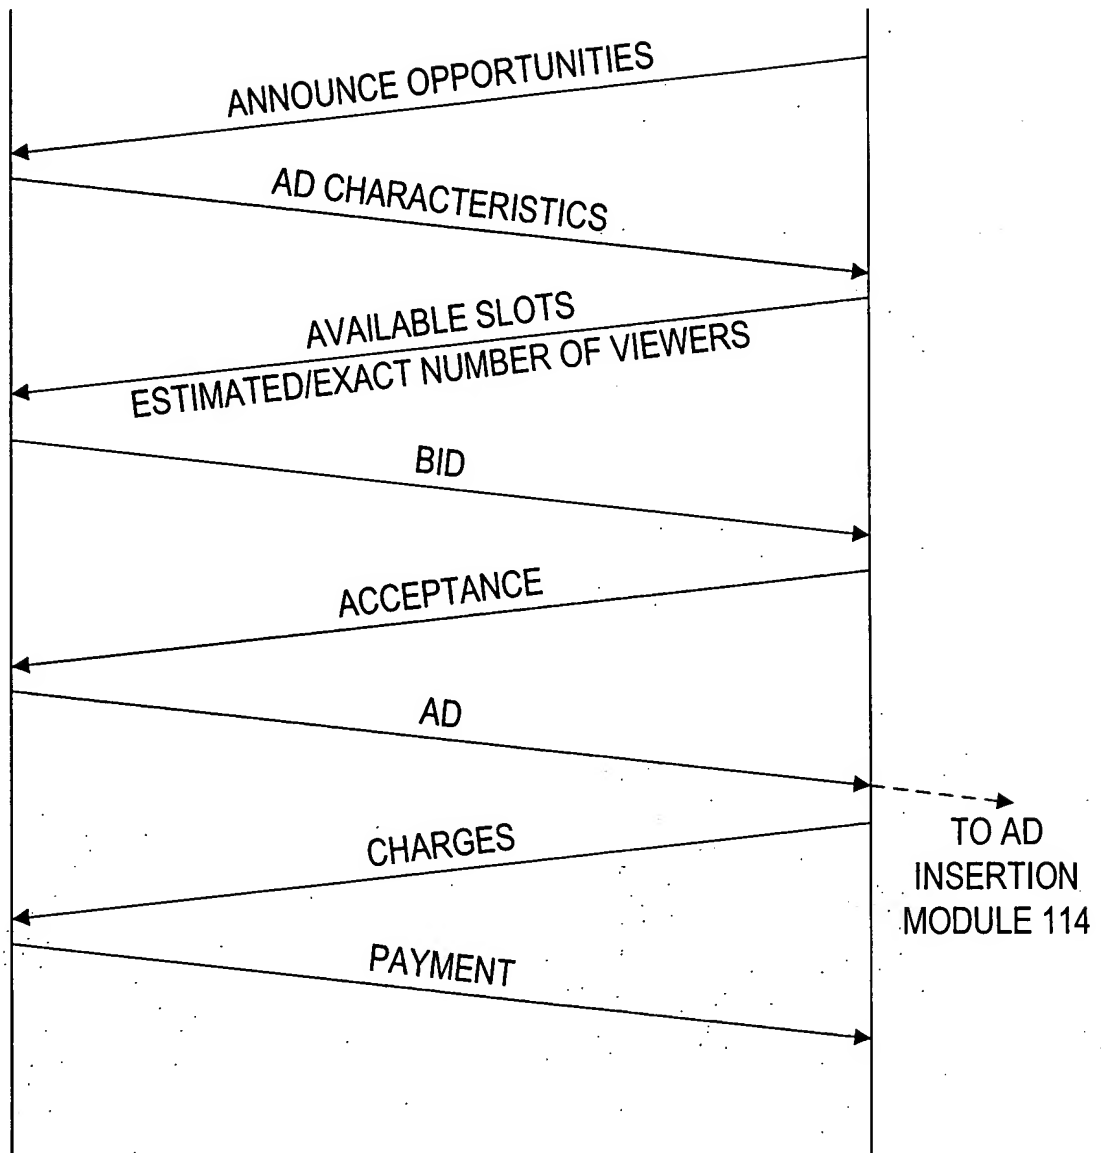 ANNOUNCE OPPORTUNITIES
AD CHARACTERISTICS
AVAILABLE SLOTS
ESTIMATED/EXACT NUMBER OF VIEWERS
BID
ACCEPTANCE
AD
TO AD
INSERTION
MODULE 114
CHARGES
PAYMENT